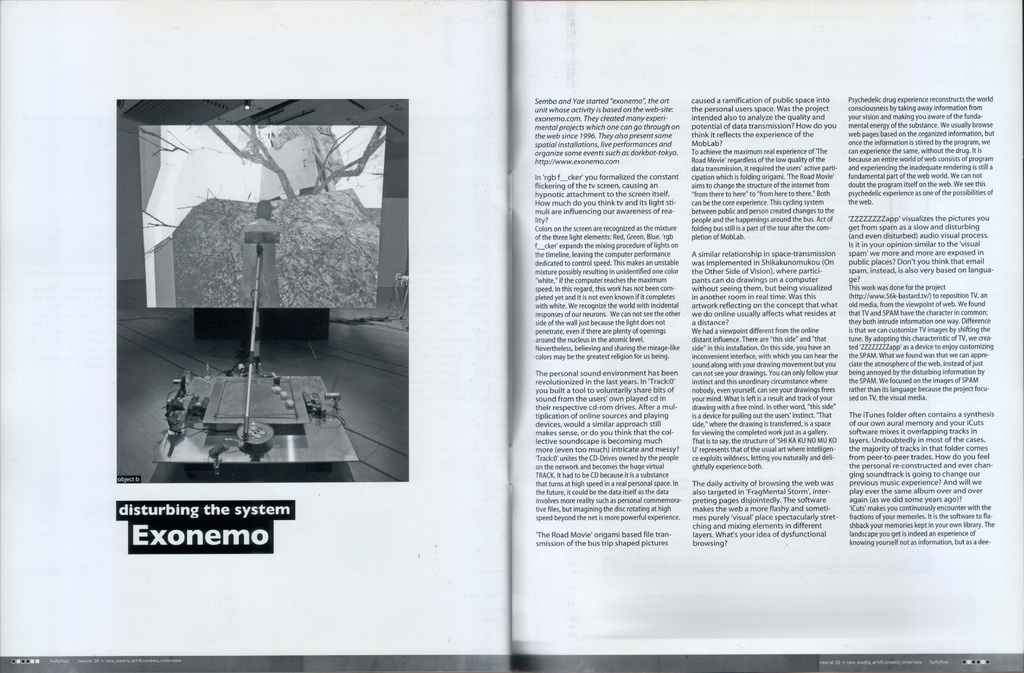 object b
disturbing the system
Exonemo
Sembo and Yae started "exonemo", the art
unit whose activity is based on the web-site:
exonemo.com. They created many experi-
mental projects which one can go through on
the web since 1996. They also present some
spatial installations, live performances and
organize some events such as dorkbot-tokyo.
http://www.exonemo.com
In 'rgb f__cker' you formalized the constant
flickering of the tv screen, causing an
hypnotic attachment to the screen itself.
How much do you think tv and its light sti-
muli are influencing our awareness of rea-
lity?
Colors on the screen are recognized as the mixture
of the three light elements: Red, Green, Blue. 'rgb
f__cker' expands the mixing procedure of lights on
the timeline, leaving the computer performance
dedicated to control speed. This makes an unstable
mixture possibly resulting in unidentified one color
"white," if the computer reaches the maximum
speed. In this regard, this work has not been com-
pleted yet and it is not even known if it completes
with white. We recognize the world with incidental
responses of our neurons. We can not see the other
side of the wall just because the light does not
penetrate, even if there are plenty of openings
around the nucleus in the atomic level.
Nevertheless, believing and sharing the mirage-like
colors may be the greatest religion for us being.
The personal sound environment has been
revolutionized in the last years. In 'Track:0'
you built a tool to voluntarily share bits of
sound from the users' own played cd in
their respective cd-rom drives. After a mul-
tiplication of online sources and playing
devices, would a similar approach still
makes sense, or do you think that the col-
lective soundscape is becoming much
more (even too much) intricate and messy?
'Track:0' unites the CD-Drives owned by the people
on the network and becomes the huge virtual
TRACK. It had to be CD because it is a substance
that turns at high speed in a real personal space. In
the future, it could be the data itself as the data
involves more reality such as personal commemora-
tive files, but imagining the disc rotating at high
speed beyond the net is more powerful experience.
'The Road Movie' origami based file tran-
smission of the bus trip shaped pictures
caused a ramification of public space into
the personal users space. Was the project
intended also to analyze the quality and
potential of data transmission? How do you
think it reflects the experience of the
MobLab?
To achieve the maximum real experience of 'The
Road Movie' regardless of the low quality of the
data transmission, it required the users' active parti-
cipation which is folding origami. 'The Road Movie'
aims to change the structure of the internet from
"from there to here" to "from here to there." Both
can be the core experience. This cycling system
between public and person created changes to the
people and the happenings around the bus. Act of
folding bus still is a part of the tour after the com-
pletion of MobLab.
A similar relationship in space-transmission
was implemented in Shikakunomukou (On
the Other Side of Vision), where partici-
pants can do drawings on a computer
without seeing them, but being visualized
in another room in real time. Was this
artwork reflecting on the concept that what
we do online usually affects what resides at
a distance?
We had a viewpoint different from the online
distant influence. There are "this side" and "that
side" in this installation. On this side, you have an
inconvenient interface, with which you can hear the
sound along with your drawing movement but you
can not see your drawings. You can only follow your
instinct and this unordinary circumstance where
nobody, even yourself, can see your drawings frees
your mind. What is left is a result and track of your
drawing with a free mind. In other word, "this side"
is a device for pulling out the users' instinct. "That
side," where the drawing is transferred, is a space
for viewing the completed work just as a gallery.
That is to say, the structure of 'SHI KA KU NO MU KO
U' represents that of the usual art where intelligen-
ce exploits wildness, letting you naturally and deli-
ghtfully experience both.
The daily activity of browsing the web was
also targeted in 'FragMental Storm', inter-
preting pages disjointedly. The software
makes the web a more flashy and someti-
mes purely 'visual' place spectacularly stret-
ching and mixing elements in different
layers. What's your idea of dysfunctional
browsing?
Psychedelic drug experience reconstructs the world
consciousness by taking away information from
your vision and making you aware of the funda-
mental energy of the substance. We usually browse
web pages based on the organized information, but
once the information is stirred by the program, we
can experience the same, without the drug. It is
because an entire world of web consists of program
and experiencing the inadequate rendering is still a
fundamental part of the web world. We can not
doubt the program itself on the web. We see this
psychedelic experience as one of the possibilities of
the web.
'ZZZZZZZZapp' visualizes the pictures you
get from spam as a slow and disturbing
(and even disturbed) audio visual process.
Is it in your opinion similar to the 'visual
spam' we more and more are exposed in
public places? Don't you think that email
spam, instead, is also very based on langua-
ge?
This work was done for the project
(http://www.56k-bastard.tv/) to reposition TV, an
old media, from the viewpoint of web. We found
that TV and SPAM have the character in common;
they both intrude information one way. Difference
is that we can customize TV images by shifting the
tune. By adopting this characteristic of TV, we crea-
ted 'ZZZZZZZZapp' as a device to enjoy customizing
the SPAM. What we found was that we can appre-
ciate the atmosphere of the web, instead of just
being annoyed by the disturbing information by
the SPAM. We focused on the images of SPAM
rather than its language because the project focu-
sed on TV, the visual media.
The iTunes folder often contains a synthesis
of our own aural memory and your iCuts
software mixes it overlapping tracks in
layers. Undoubtedly in most of the cases,
the majority of tracks in that folder comes
from peer-to-peer trades. How do you feel
the personal re-constructed and ever chan-
ging soundtrack is going to change our
previous music experience? And will we
play ever the same album over and over
again (as we did some years ago)?
'iCuts' makes you continuously encounter with the
fractions of your memories. It is the software to fla-
shback your memories kept in your own library. The
landscape you get is indeed an experience of
knowing yourself not as information, but as a dee-
fortyfour neural.28 > new_media_art/Exonemo_interview
neural.28 > new_media_art/Exonemo_interview fortyfive